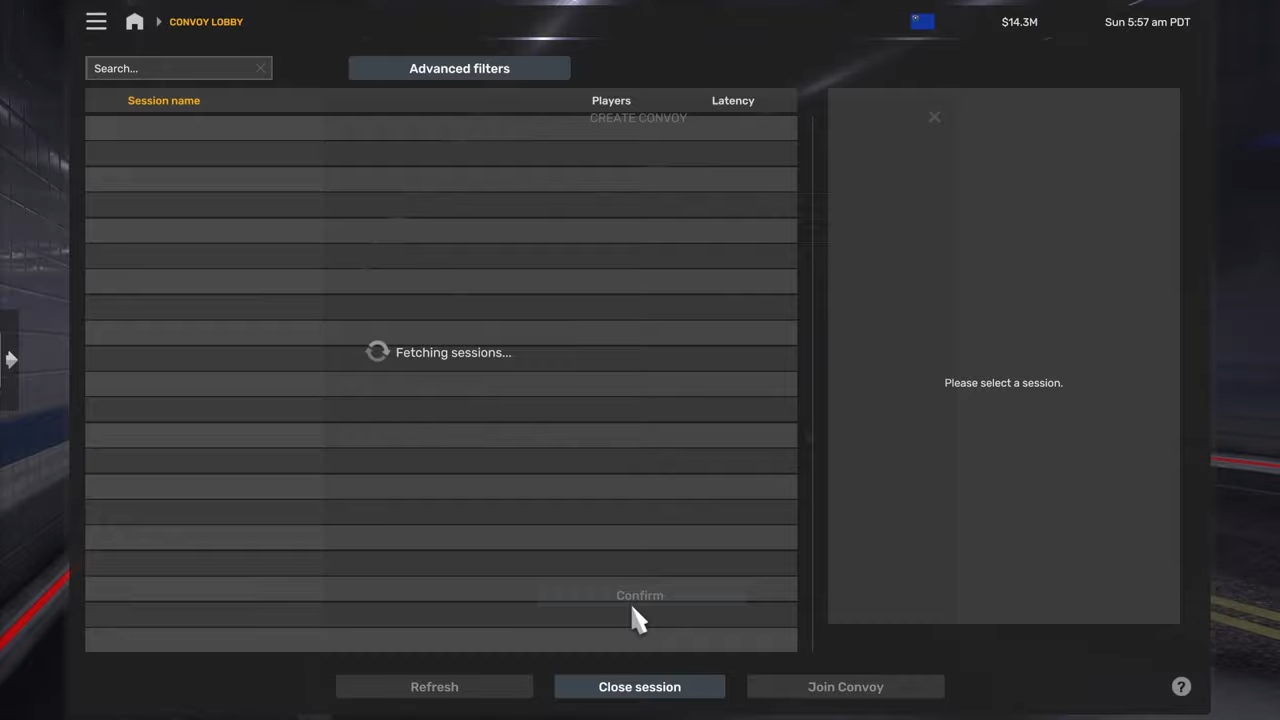 CONVOY LOBBY
$14.3M
Sun 5:57 am PDT
Search...
Advanced filters
Session name
Players
Latency
CREATE CONVOY
Fetching sessions...
Please select a session.
Confirm
Refresh
Close session
Join Convoy
?